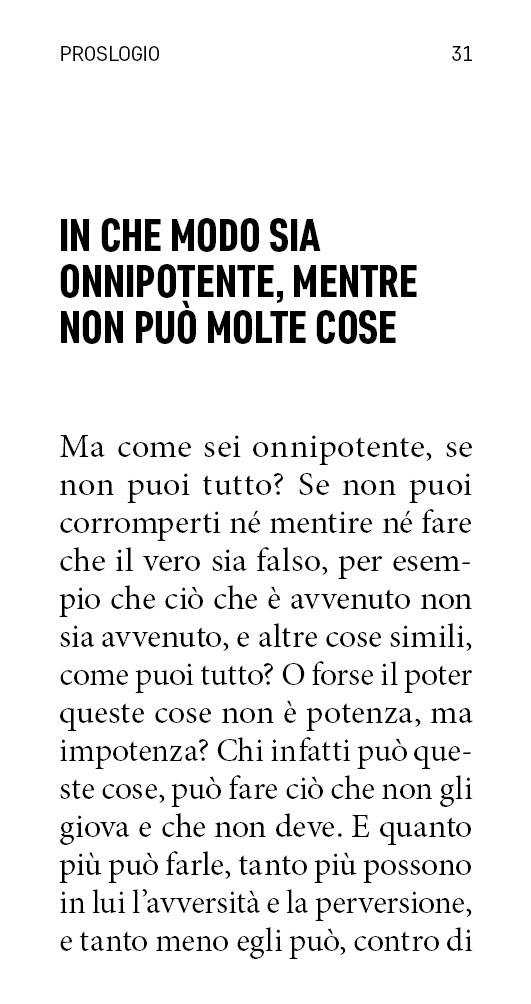 PROSLOGIO 31
IN CHE MODO SIA
ONNIPOTENTE, MENTRE
NON PUÒ MOLTE COSE
Ma come sei onnipotente, se
non puoi tutto? Se non puoi
corromperti né mentire né fare
che il vero sia falso, per esem-
pio che ciò che è avvenuto non
sia avvenuto, e altre cose simili,
come puoi tutto? O forse il poter
queste cose non è potenza, ma
impotenza? Chi infatti può que-
ste cose, può fare ciò che non gli
giova e che non deve. E quanto
più può farle, tanto più possono
in lui l’avversità e la perversione,
e tanto meno egli può, contro di